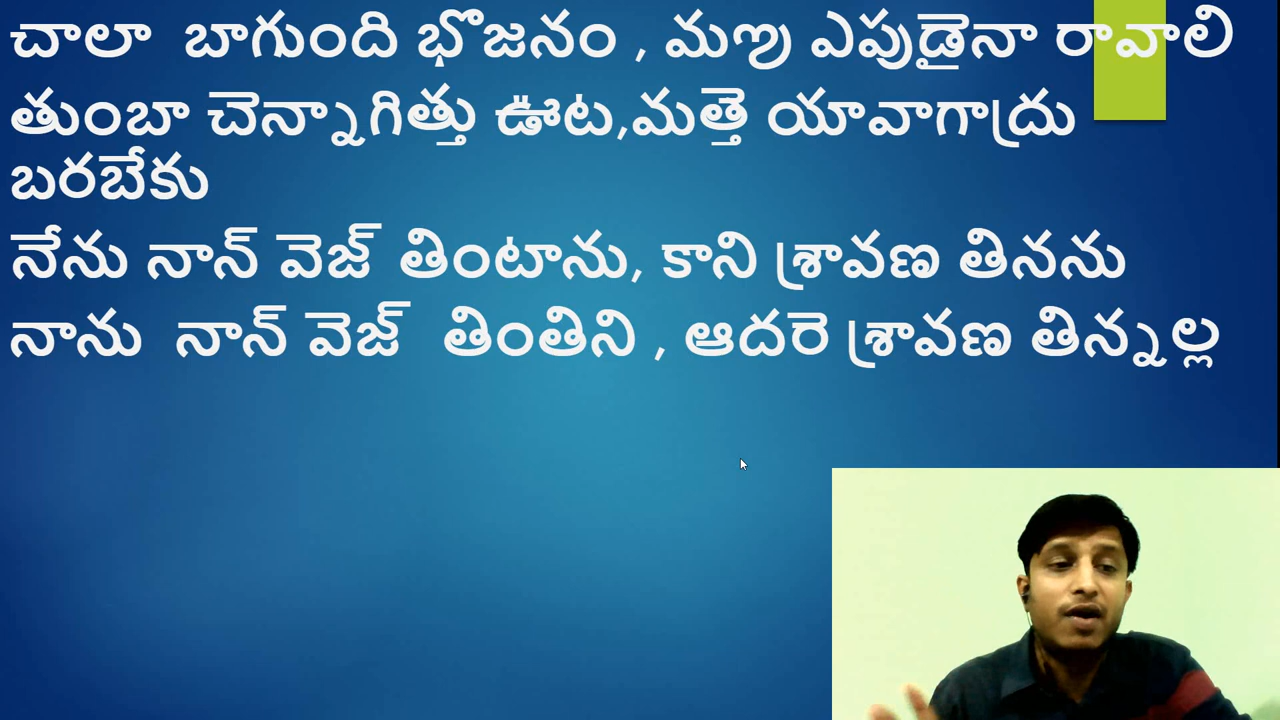 చాలా బాగుంది భొజనం , మళ్ళీ ఎపుడైనా రావాలి
తుంబా చెన్నాగిత్తు ఊట,మత్తె యావాగాద్రు
బరబేకు
నేను నాన్ వెజ్ తింటాను, కాని శ్రావణ తినను
నాను నాన్ వెజ్ తింతిని , ఆదరె శ్రావణ తిన్నల్ల